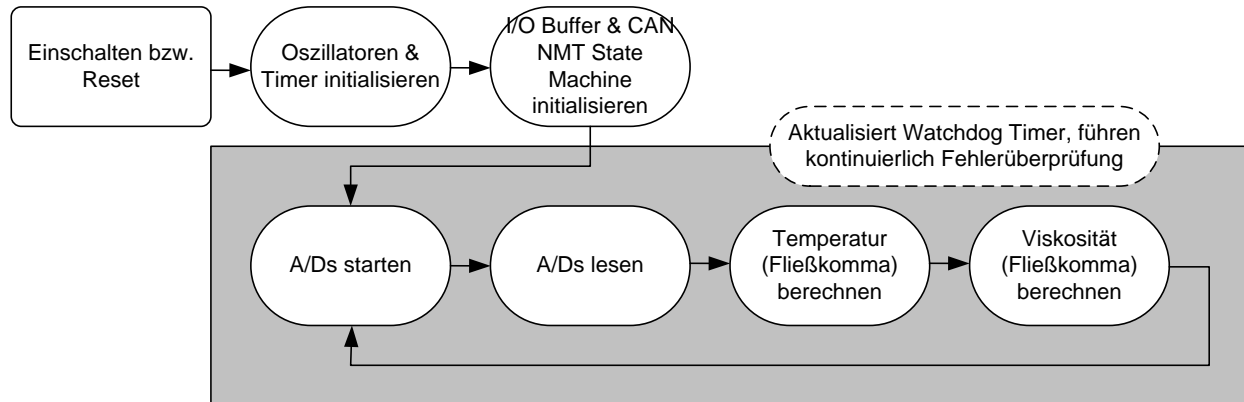 Einschalten bzw.
Reset
Oszillatoren &
Timer initialisieren
I/O Buffer & CAN
NMT State
Machine
initialisieren
Aktualisiert Watchdog Timer, führen
kontinuierlich Fehlerüberprüfung
A/Ds starten
A/Ds lesen
Temperatur
(Fließkomma)
berechnen
Viskosität
(Fließkomma)
berechnen